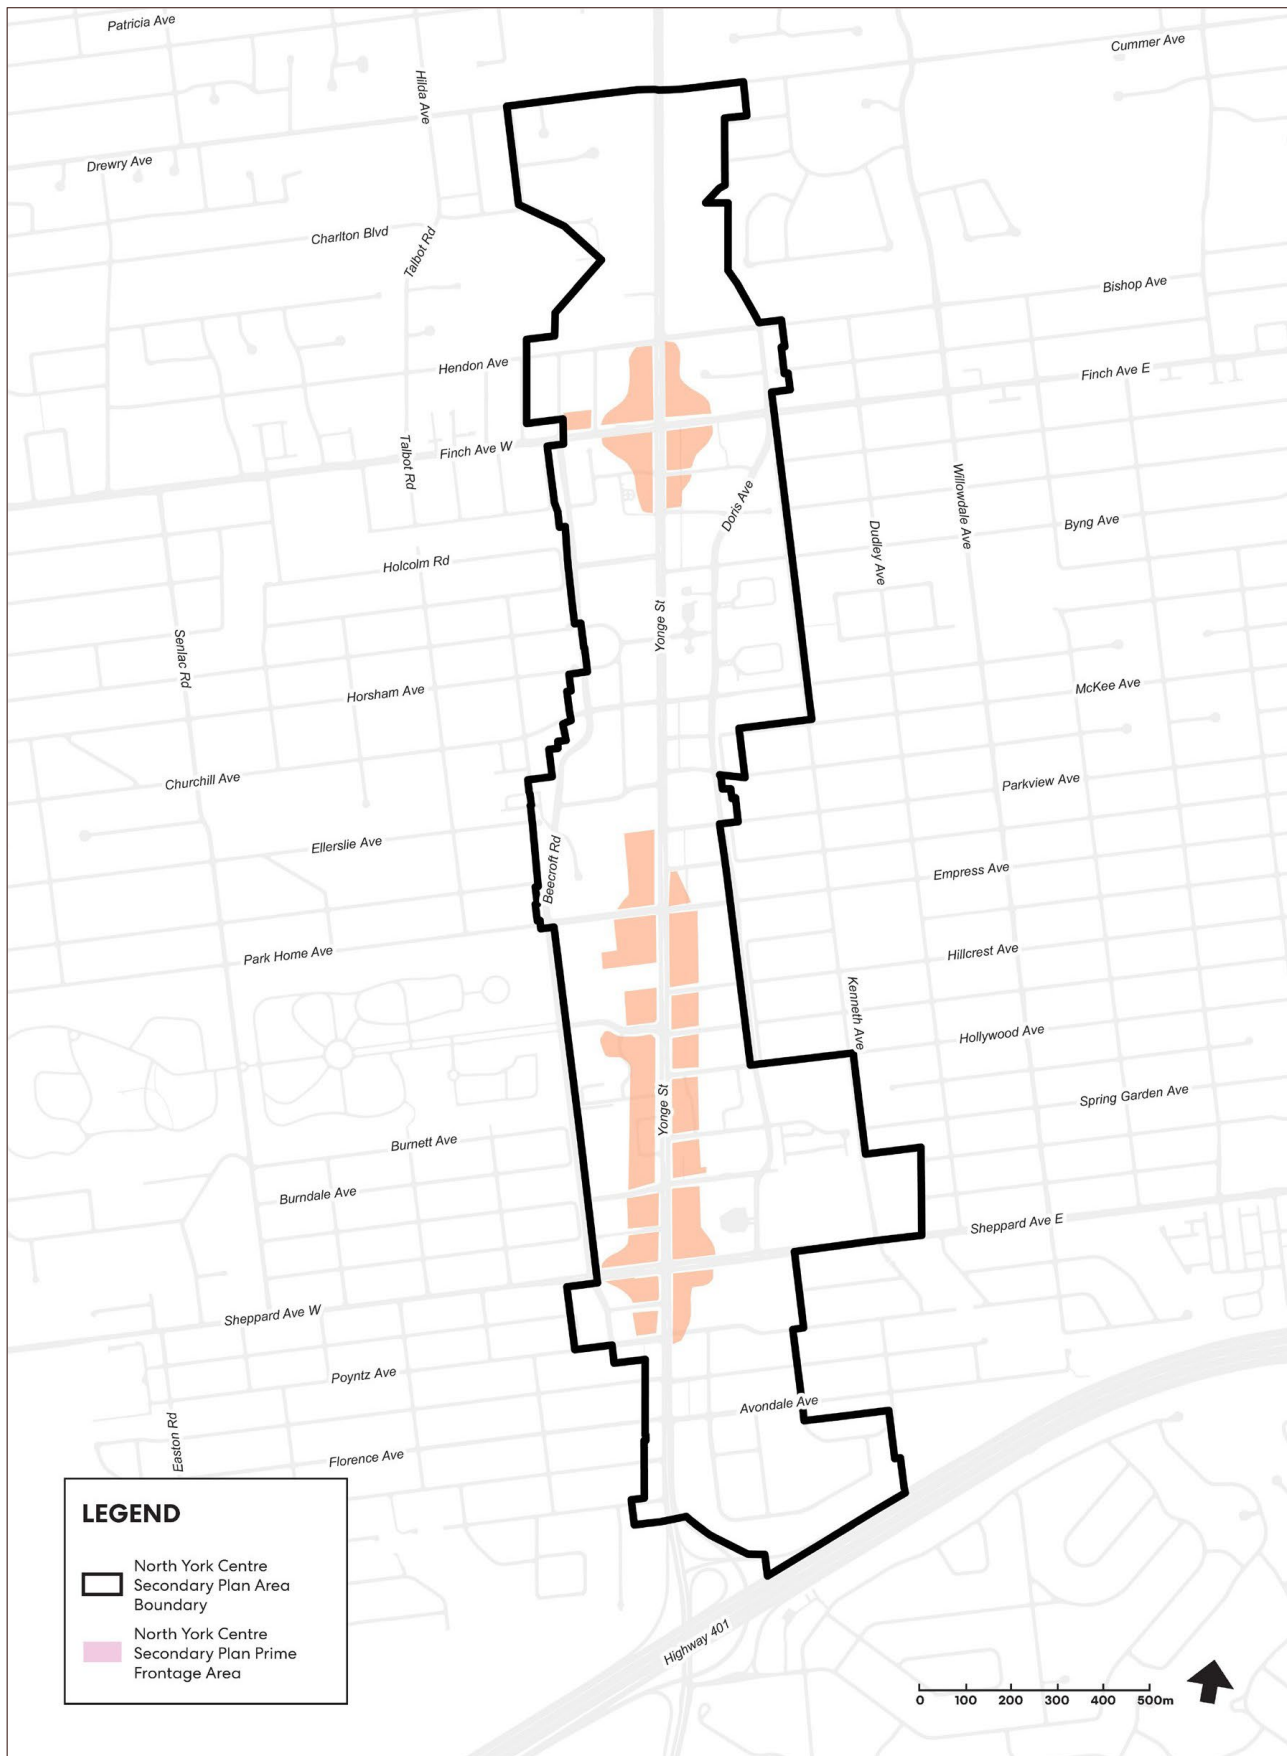 Patricia Ave
Cummer Ave
Hilda Ave
Drewry Ave
Charlton Blvd
Talbot Rd
Bishop Ave
Hendon Ave
Finch Ave E
Finch Ave W
Talbot Rd
Doris Ave
Willowdale Ave
Dudley Ave
Byng Ave
Holcolm Rd
Yonge St
Senlac Rd
Horsham Ave
McKee Ave
Churchill Ave
Parkview Ave
Ellerslie Ave
Beecroft Rd
Empress Ave
Park Home Ave
Hillcrest Ave
Kenneth Ave
Hollywood Ave
Yonge St
Spring Garden Ave
Burnett Ave
Burndale Ave
Sheppard Ave E
Sheppard Ave W
Poyntz Ave
Avondale Ave
Easton Rd
Florence Ave
LEGEND
North York Centre
Secondary Plan Area
Boundary
North York Centre
Secondary Plan Prime
Frontage Area
Highway 401
0 100 200 300 400 500m